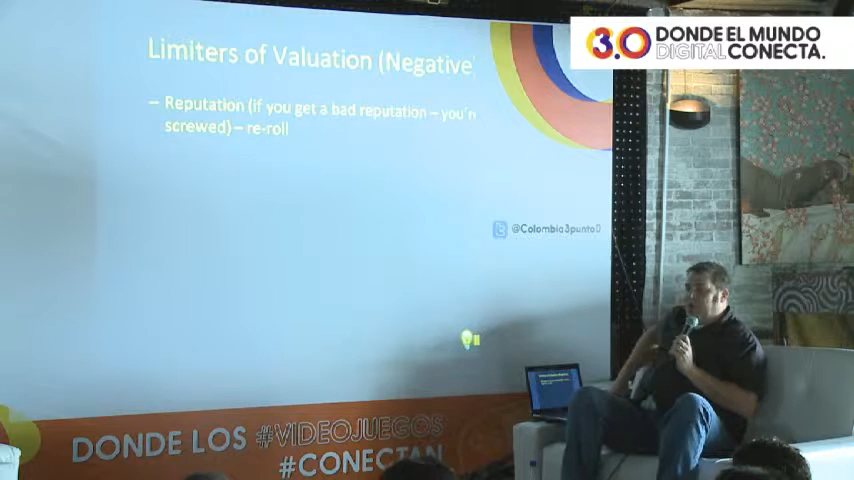 3.0 DONDE EL MUNDO
DIGITAL CONECTA.
Limiters of Valuation (Negative)
– Reputation (if you get a bad reputation – you'r
screwed) – re-roll
@Colombia3punto0
DONDE LOS #VIDEOJUEGOS
#CONECTAN